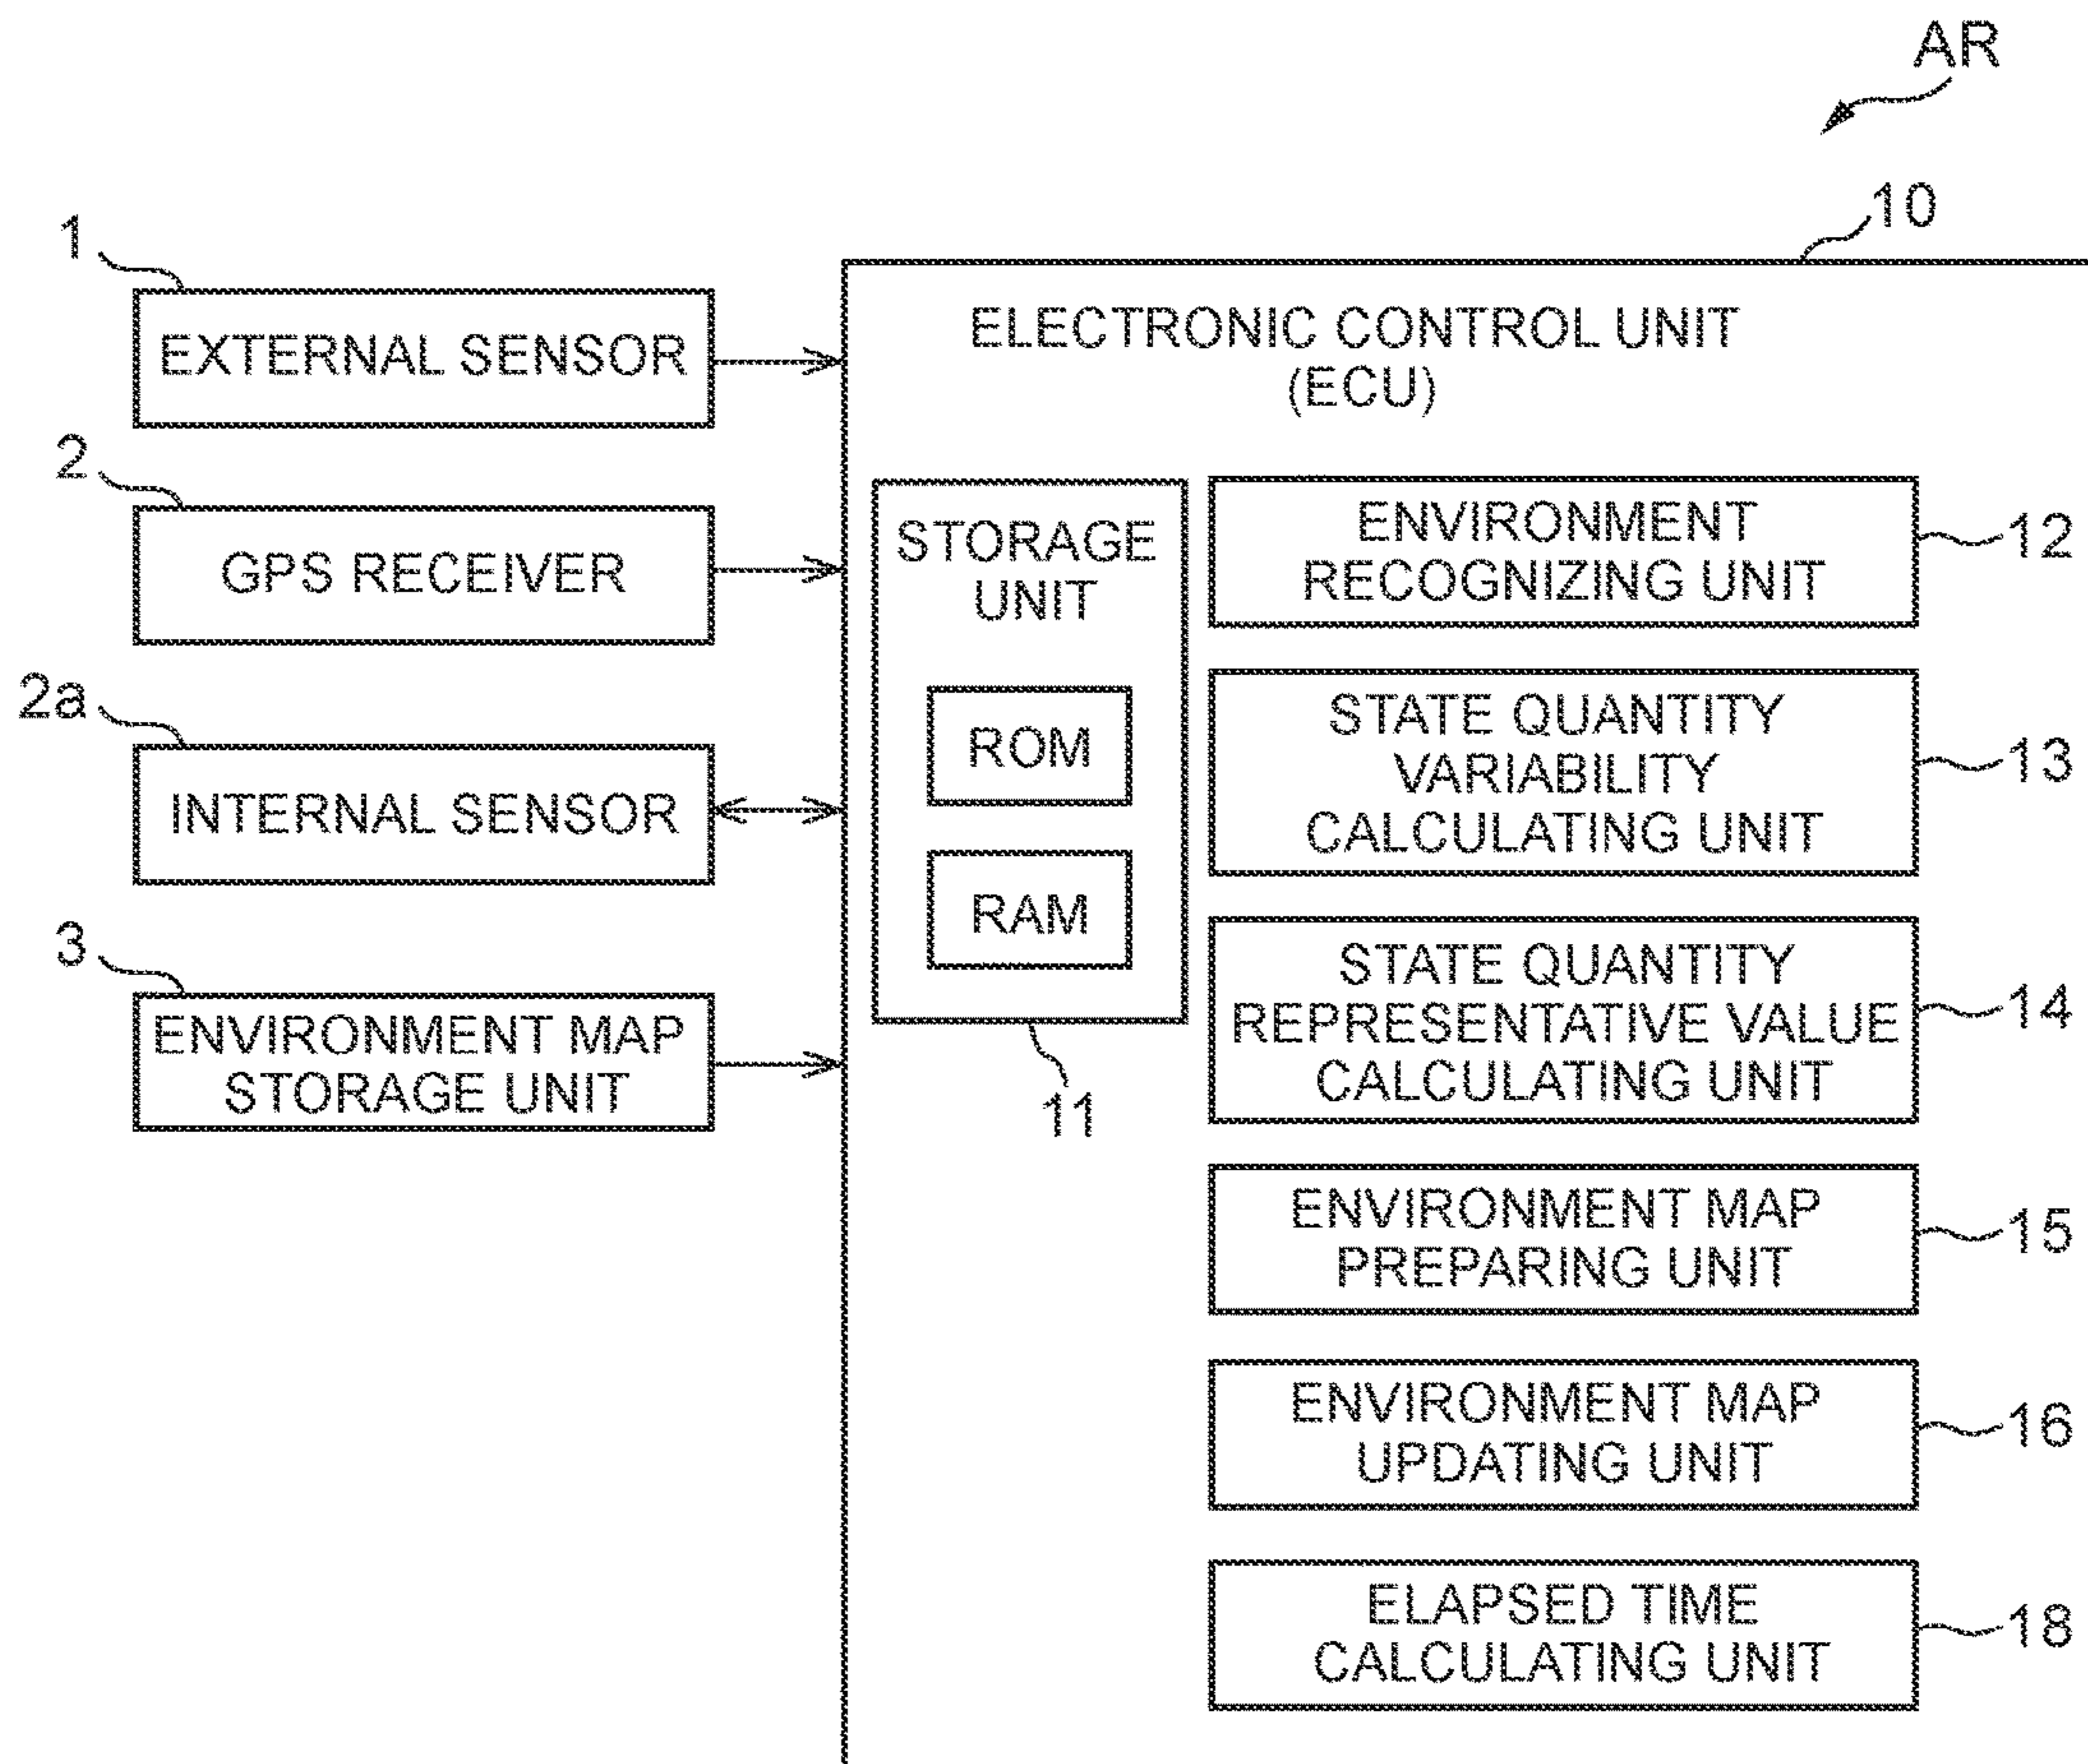 AR
10
1
EXTERNAL SENSOR
2
GPS RECEIVER
2a
INTERNAL SENSOR
3
ENVIRONMENT MAP
STORAGE UNIT
ELECTRONIC CONTROL UNIT
(ECU)
STORAGE
UNIT
ROM
RAM
11
ENVIRONMENT
RECOGNIZING UNIT
12
STATE QUANTITY
VARIABILITY
CALCULATING UNIT
13
STATE QUANTITY
REPRESENTATIVE VALUE
CALCULATING UNIT
14
ENVIRONMENT MAP
PREPARING UNIT
15
ENVIRONMENT MAP
UPDATING UNIT
16
ELAPSED TIME
CALCULATING UNIT
18